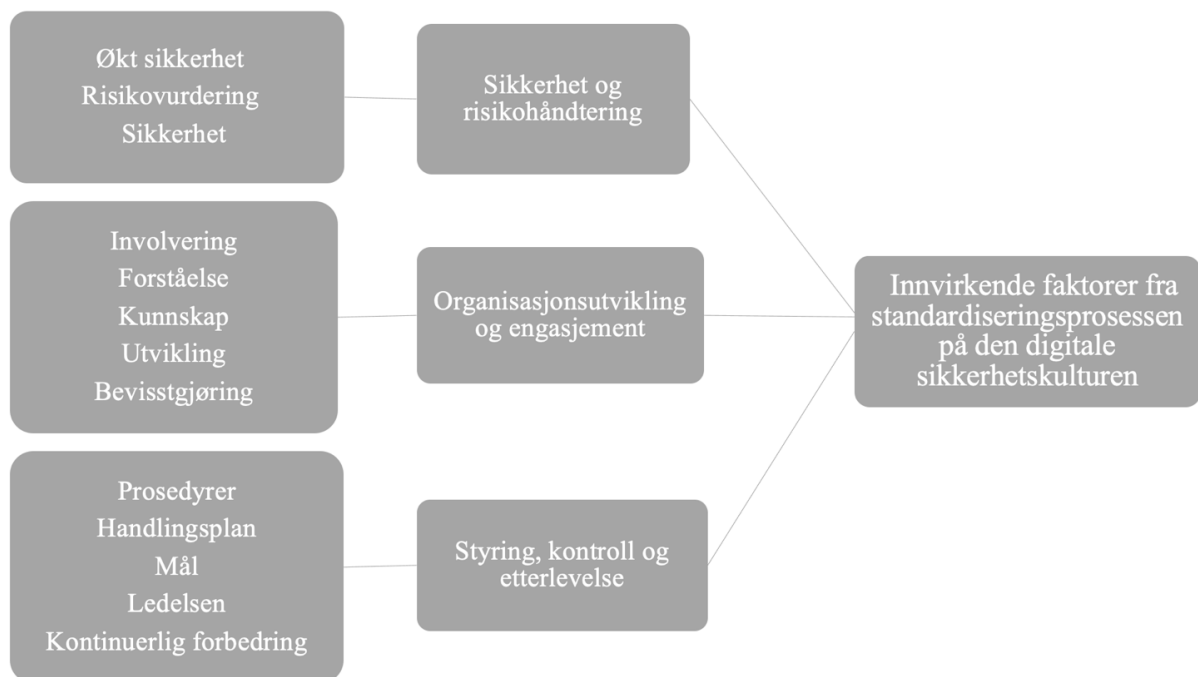 Økt sikkerhet
Risikovurdering
Sikkerhet
Sikkerhet og
risikohåndtering
Involvering
Forståelse
Kunnskap
Utvikling
Bevisstgjøring
Organisasjonsutvikling
og engasjement
Prosedyrer
Handlingsplan
Mål
Ledelsen
Kontinuerlig forbedring
Styring, kontroll og
etterlevelse
Innvirkende faktorer fra
standardiseringsprosessen
på den digitale
sikkerhetskulturen